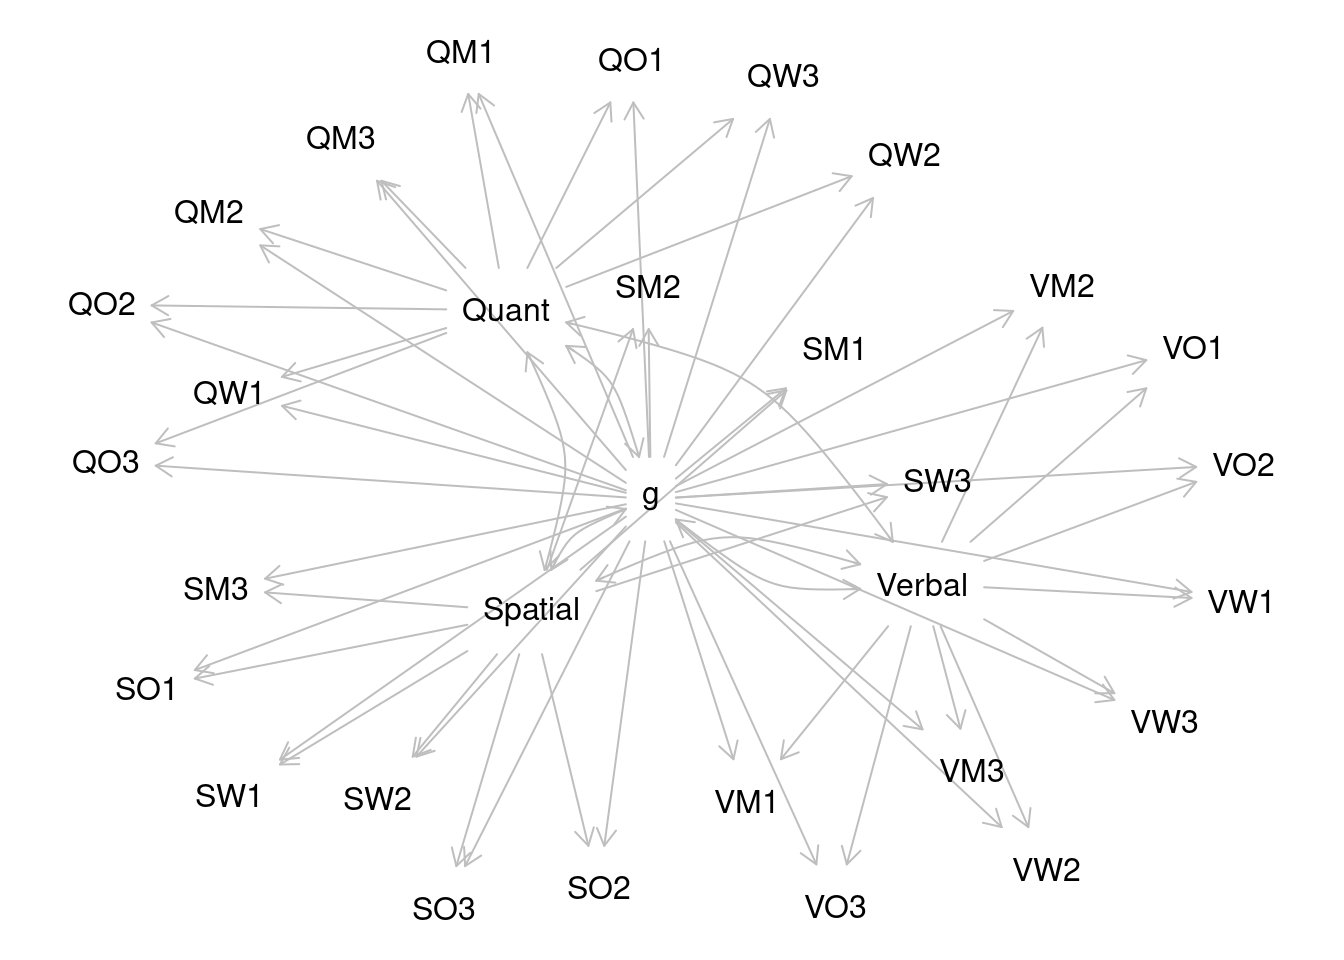 QM1
QO1
QW3
QM3
QW2
QM2
SM2
VM2
QO2
Quant
SM1
VO1
QW1
QO3
VO2
SW3
g
SM3
Verbal
VW1
Spatial
SO1
VW3
SW1
SW2
VM1
VM3
SO3
SO2
VO3
VW2